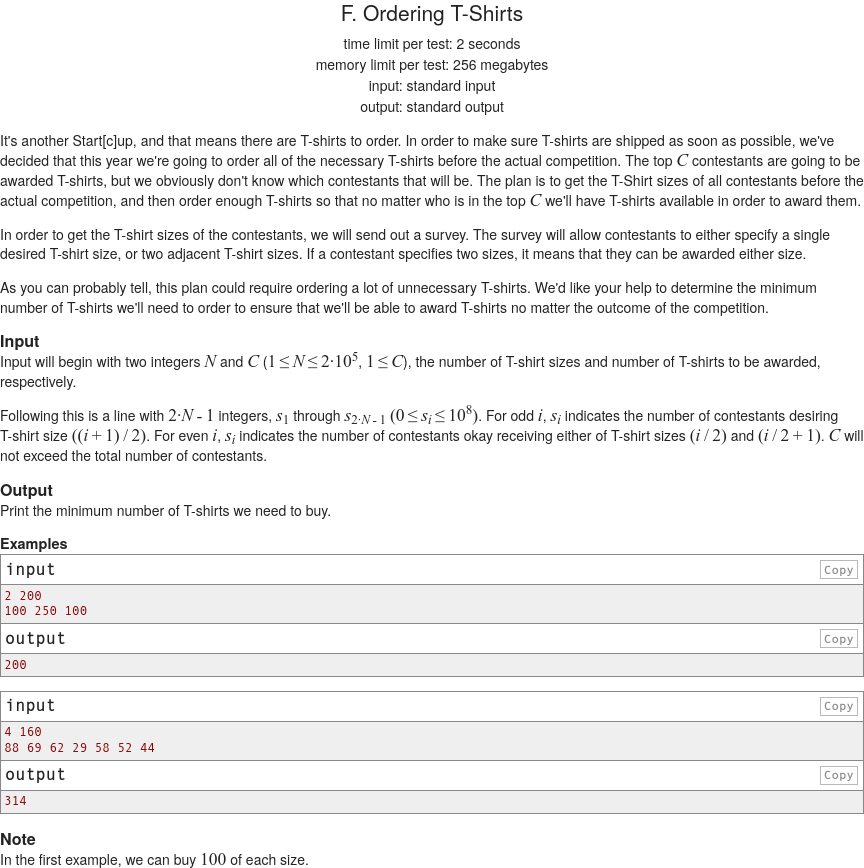 F. Ordering T-Shirts
time limit per test: 2 seconds
memory limit per test: 256 megabytes
input: standard input
output: standard output
It's another Start[c]up, and that means there are T-shirts to order. In order to make sure T-shirts are shipped as soon as possible, we've
decided that this year we're going to order all of the necessary T-shirts before the actual competition. The top C contestants are going to be
awarded T-shirts, but we obviously don't know which contestants that will be. The plan is to get the T-Shirt sizes of all contestants before the
actual competition, and then order enough T-shirts so that no matter who is in the top C we'll have T-shirts available in order to award them.
In order to get the T-shirt sizes of the contestants, we will send out a survey. The survey will allow contestants to either specify a single
desired T-shirt size, or two adjacent T-shirt sizes. If a contestant specifies two sizes, it means that they can be awarded either size.
As you can probably tell, this plan could require ordering a lot of unnecessary T-shirts. We'd like your help to determine the minimum
number of T-shirts we'll need to order to ensure that we'll be able to award T-shirts no matter the outcome of the competition.
Input
Input will begin with two integers N and C (1 ≤ N ≤ 2·10^5, 1 ≤ C), the number of T-shirt sizes and number of T-shirts to be awarded,
respectively.
Following this is a line with 2·N - 1 integers, s_1 through s_{2·N - 1} (0 ≤ s_i ≤ 10^8). For odd i, s_i indicates the number of contestants desiring
T-shirt size ((i + 1) / 2). For even i, s_i indicates the number of contestants okay receiving either of T-shirt sizes (i / 2) and (i / 2 + 1). C will
not exceed the total number of contestants.
Output
Print the minimum number of T-shirts we need to buy.
Examples
input Copy
2 200
100 250 100
output Copy
200
input Copy
4 160
88 69 62 29 58 52 44
output Copy
314
Note
In the first example, we can buy 100 of each size.